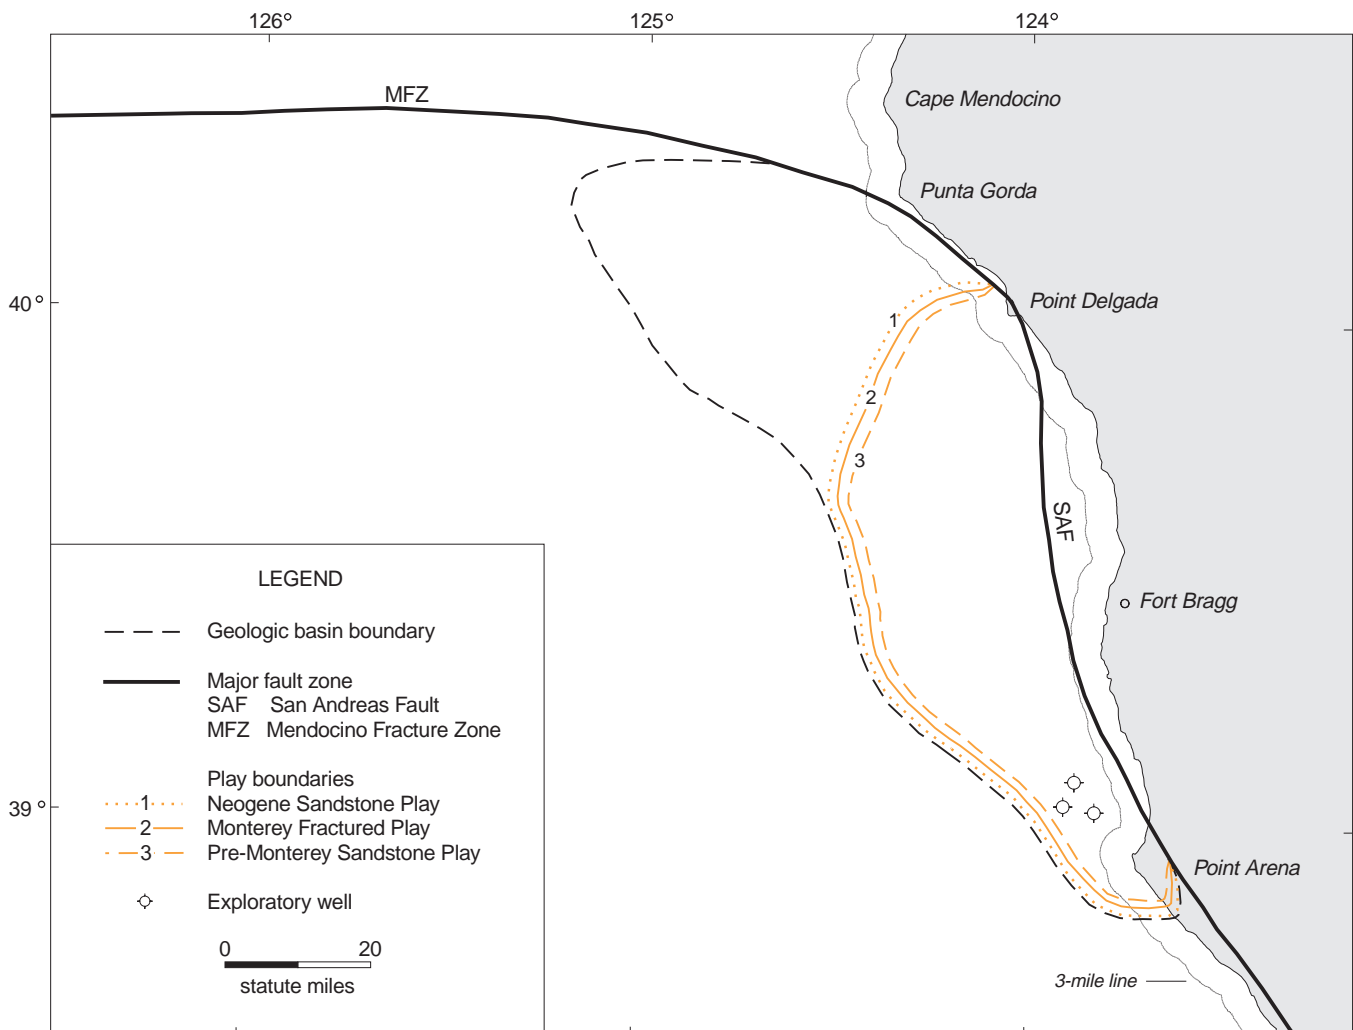 126°
125°
124°
MFZ
Cape Mendocino
Punta Gorda
40°
Point Delgada
1
2
3
SAF
Fort Bragg
39°
Point Arena
3-mile line
LEGEND
Geologic basin boundary
Major fault zone
SAF San Andreas Fault
MFZ Mendocino Fracture Zone
Play boundaries
1 Neogene Sandstone Play
2 Monterey Fractured Play
3 Pre-Monterey Sandstone Play
Exploratory well
0 20
statute miles